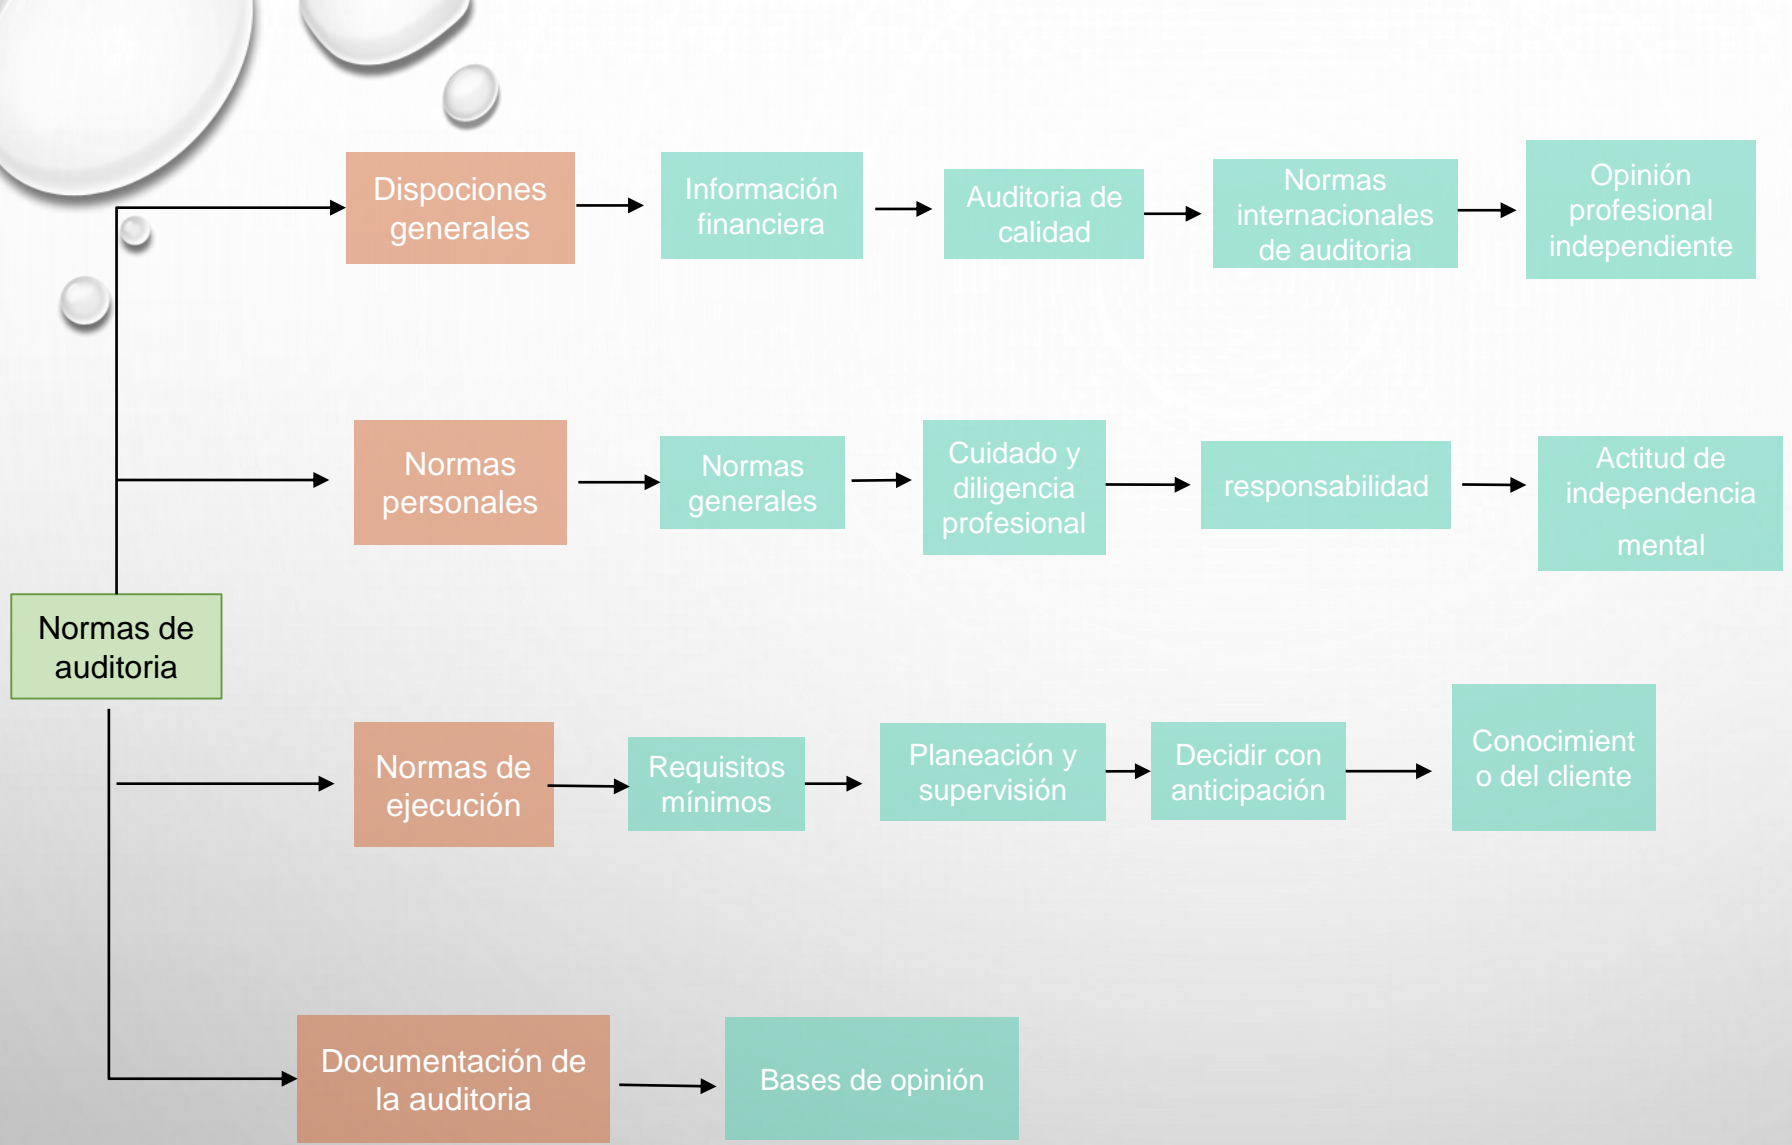 Dispociones
generales
Información
financiera
Auditoria de
calidad
Normas
internacionales
de auditoria
Opinión
profesional
independiente
Normas
personales
Normas
generales
Cuidado y
diligencia
profesional
responsabilidad
Actitud de
independencia
mental
Normas de
auditoria
Normas de
ejecución
Requisitos
mínimos
Planeación y
supervisión
Decidir con
anticipación
Conocimient
o del cliente
Documentación de
la auditoria
Bases de opinión